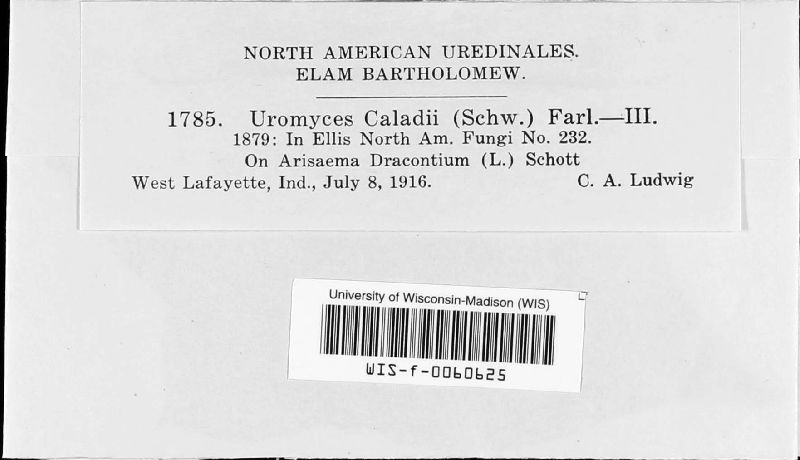 NORTH AMERICAN UREDINALES.
ELAM BARTHOLOMEW.
1785. Uromyces Caladii (Schw.) Farl.—III.
1879: In Ellis North Am. Fungi No. 232.
On Arisaema Dracontium (L.) Schott
West Lafayette, Ind., July 8, 1916. C. A. Ludwig
University of Wisconsin-Madison (WIS)
WIS-f-0060625